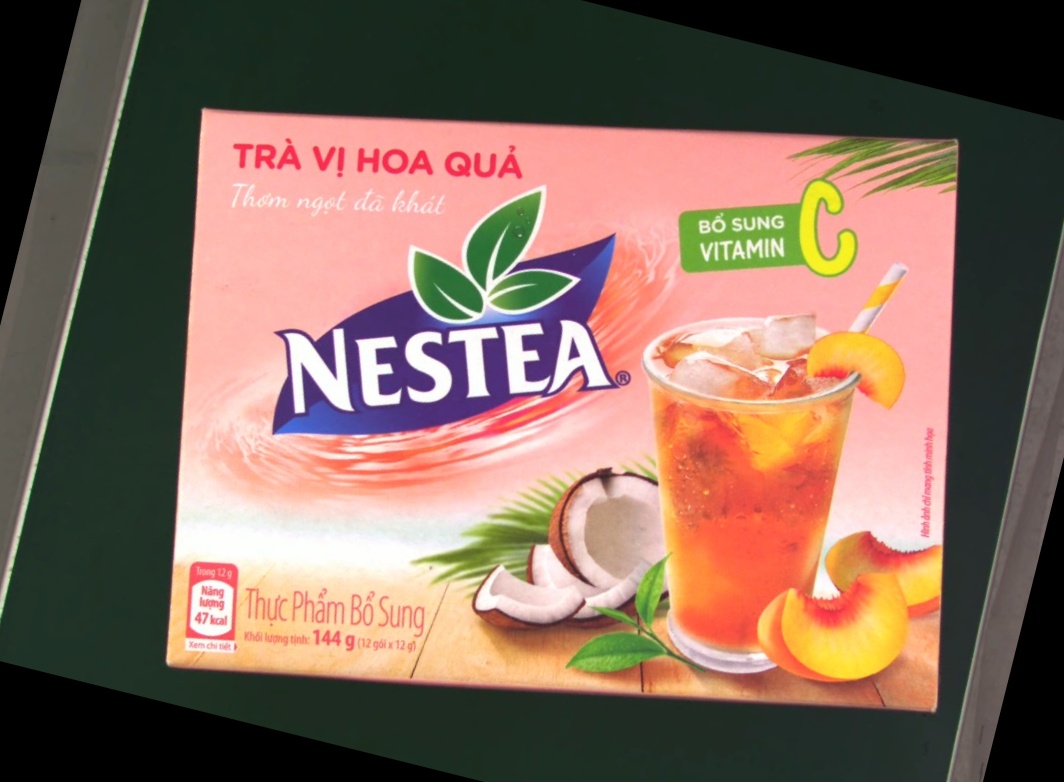 TRÀ VỊ HOA QUẢ
Thơm ngọt đã khát
BỔ SUNG
VITAMIN C
NESTEA®
Hình ảnh chỉ mang tính minh họa
Trong 12 g
Năng
lượng
47 kcal
Xem chi tiết
Thực Phẩm Bổ Sung
Khối lượng tịnh: 144 g (12 gói x 12 g)